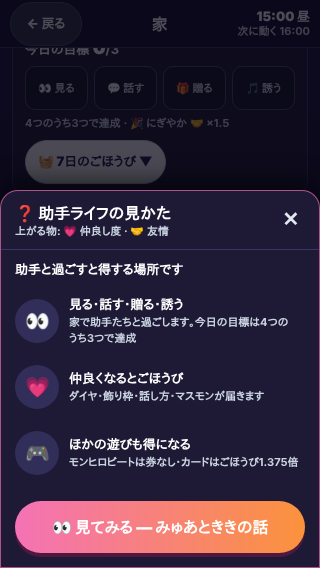 ← 戻る
家
15:00 昼
次に動く 16:00
今日の目標 0/3
👀 見る
💬 話す
🎁 贈る
🎵 誘う
4つのうち3つで達成・🎉 にぎやか 🤝 ×1.5
🧺 7日のごほうび ▼
❓ 助手ライフの見かた
上がる物: 💗 仲良し度・🤝 友情
✕
助手と過ごすと得する場所です
見る・話す・贈る・誘う
家で助手たちと過ごします。今日の目標は4つの
うち3つで達成
仲良くなるとごほうび
ダイヤ・飾り枠・話し方・マスモンが届きます
ほかの遊びも得になる
モンヒロビートは券なし・カードはごほうび1.375倍
👀 見てみる — みゅあとききの話